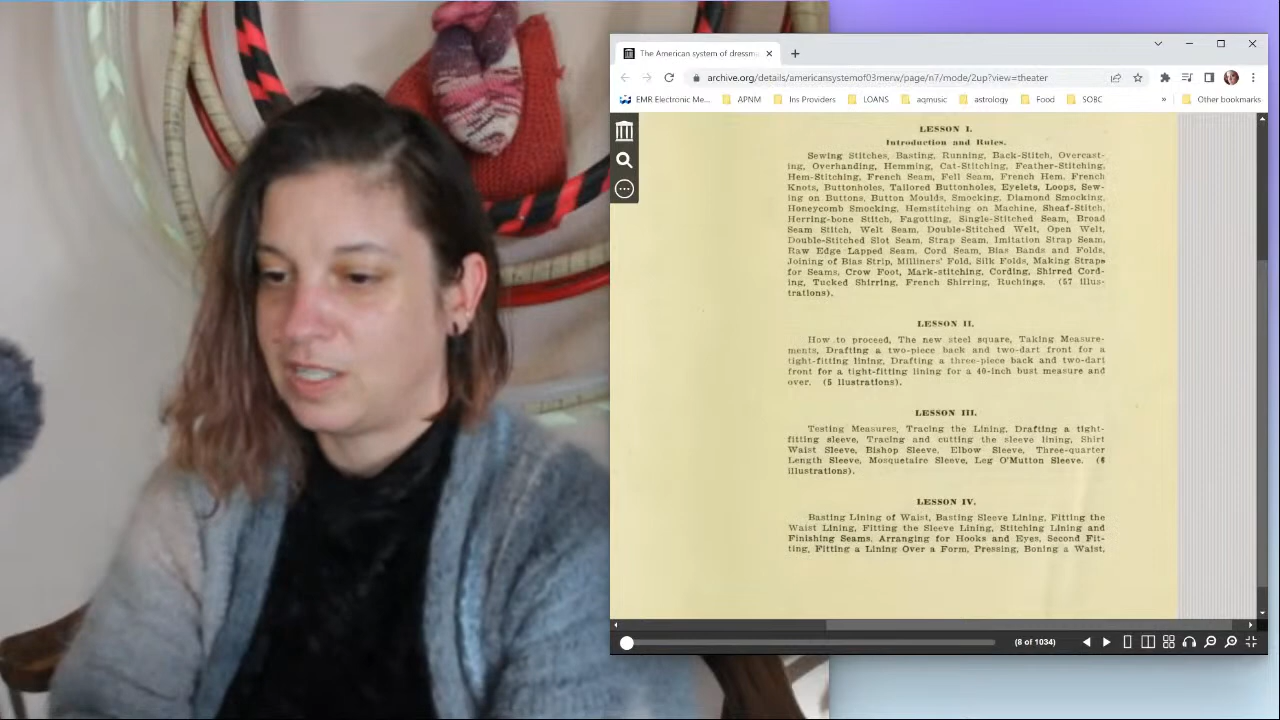 The American system of dressma
archive.org/details/americansystemof03merw/page/n7/mode/2up?view=theater
EMR Electronic Me... APNM Ins Providers LOANS aqmusic astrology Food SOBC » Other bookmarks
LESSON I.
Introduction and Rules.
Sewing Stitches, Basting, Running, Back-Stitch, Overcast-
ing, Overhanding, Hemming, Cat-Stitching, Feather-Stitching,
Hem-Stitching, French Seam, Fell Seam, French Hem, French
Knots, Buttonholes, Tailored Buttonholes, Eyelets, Loops, Sew-
ing on Buttons, Button Moulds, Smocking, Diamond Smocking,
Honeycomb Smocking, Hemstitching on Machine, Sheaf-Stitch,
Herring-bone Stitch, Fagotting, Single-Stitched Seam, Broad
Seam Stitch, Welt Seam, Double-Stitched Welt, Open Welt,
Double-Stitched Slot Seam, Strap Seam, Imitation Strap Seam,
Raw Edge Lapped Seam, Cord Seam, Bias Bands and Folds,
Joining of Bias Strip, Milliners' Fold, Silk Folds, Making Straps
for Seams, Crow Foot, Mark-stitching, Cording, Shirred Cord-
ing, Tucked Shirring, French Shirring, Ruchings. (57 illus-
trations).
LESSON II.
How to proceed, The new steel square, Taking Measure-
ments, Drafting a two-piece back and two-dart front for a
tight-fitting lining, Drafting a three-piece back and two-dart
front for a tight-fitting lining for a 40-inch bust measure and
over. (5 illustrations).
LESSON III.
Testing Measures, Tracing the Lining, Drafting a tight-
fitting sleeve, Tracing and cutting the sleeve lining, Shirt
Waist Sleeve, Bishop Sleeve, Elbow Sleeve, Three-quarter
Length Sleeve, Mosquetaire Sleeve, Leg O'Mutton Sleeve. (6
illustrations).
LESSON IV.
Basting Lining of Waist, Basting Sleeve Lining, Fitting the
Waist Lining, Fitting the Sleeve Lining, Stitching Lining and
Finishing Seams, Arranging for Hooks and Eyes, Second Fit-
ting, Fitting a Lining Over a Form, Pressing, Boning a Waist,
(8 of 1034)